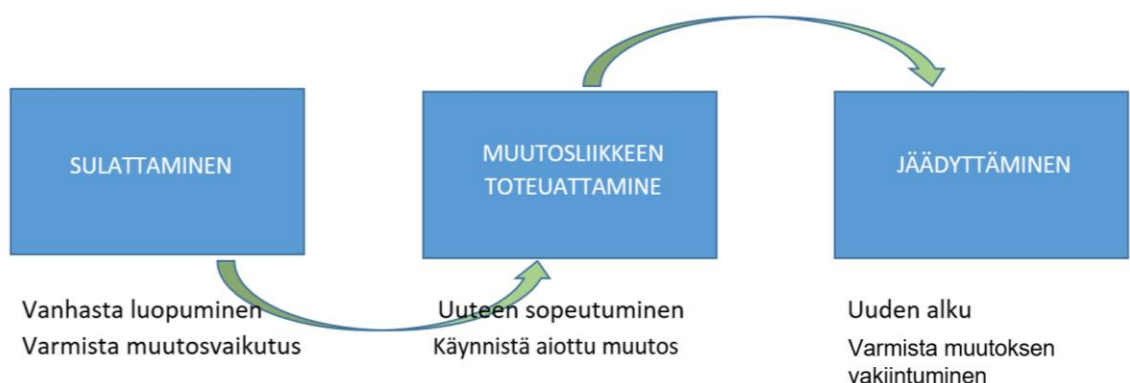 SULATTAMINEN
MUUTOSLIIKKEEN
TOTEUATTAMINE
JÄÄDYTTÄMINEN
Vanhasta luopuminen
Varmista muutosvaikutus
Uuteen sopeutuminen
Käynnistä aiottu muutos
Uuden alku
Varmista muutoksen
vakiintuminen